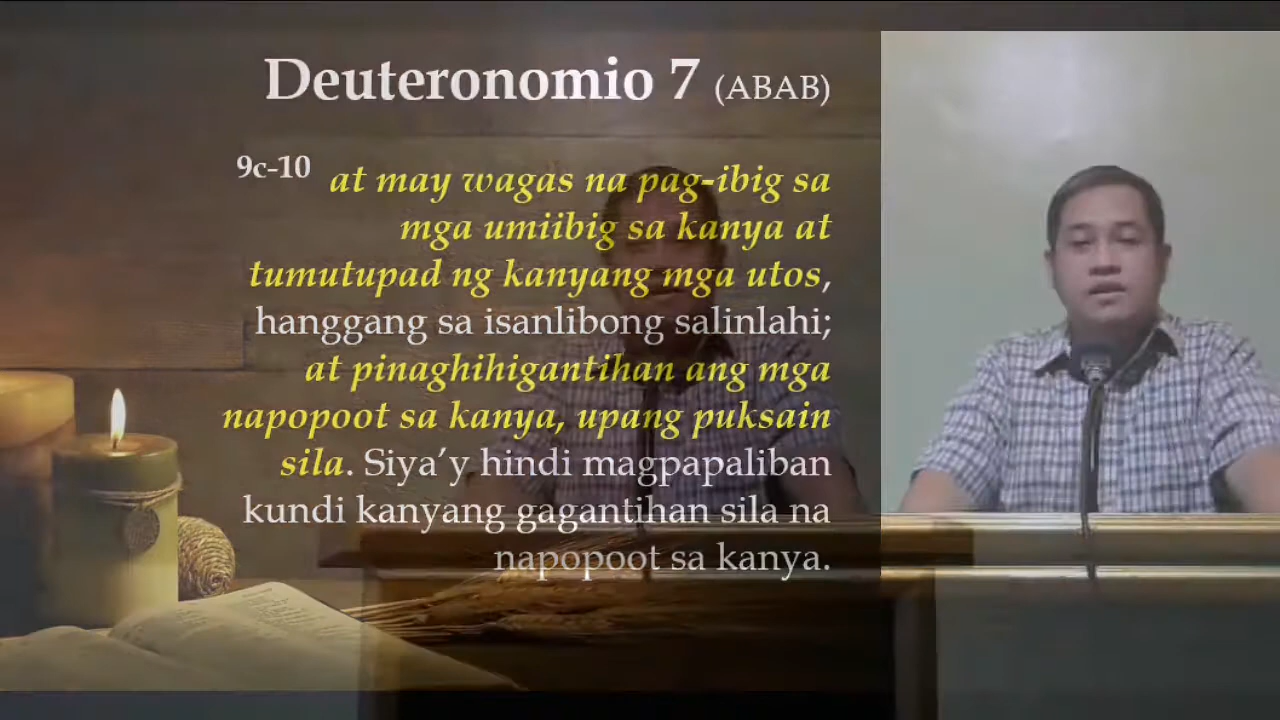 Deuteronomio 7 (ABAB)
9c-10 at may wagas na pag-ibig sa
mga umiibig sa kanya at
tumutupad ng kanyang mga utos,
hanggang sa isanlibong salinlahi;
at pinaghihigantihan ang mga
napopoot sa kanya, upang puksain
sila. Siya’y hindi magpapaliban
kundi kanyang gagantihan sila na
napopoot sa kanya.